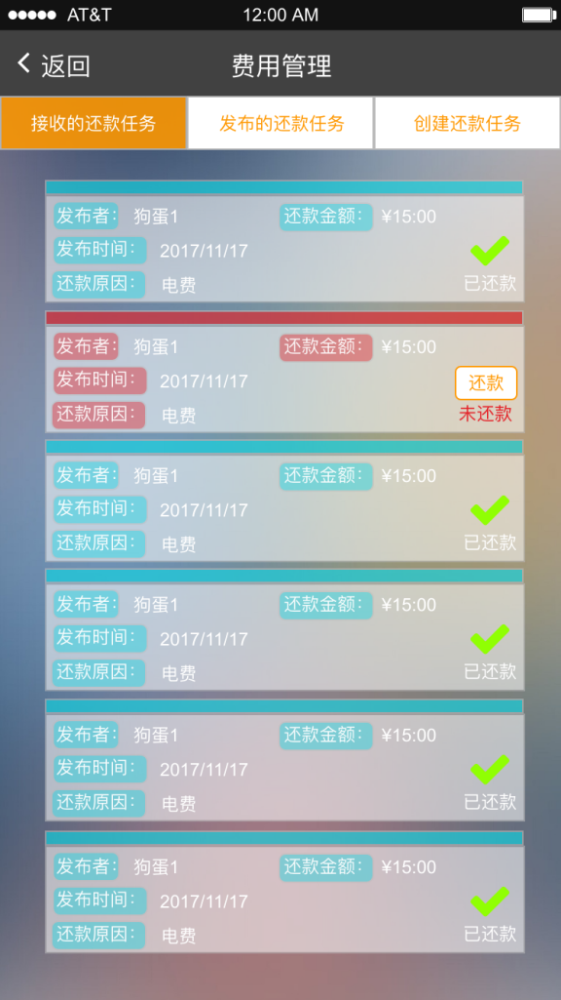 AT&T 12:00 AM
返回 费用管理
接收的还款任务 发布的还款任务 创建还款任务
发布者： 狗蛋1 还款金额： ¥15:00
发布时间： 2017/11/17
还款原因： 电费 已还款
发布者： 狗蛋1 还款金额： ¥15:00
发布时间： 2017/11/17 还款
还款原因： 电费 未还款
发布者： 狗蛋1 还款金额： ¥15:00
发布时间： 2017/11/17
还款原因： 电费 已还款
发布者： 狗蛋1 还款金额： ¥15:00
发布时间： 2017/11/17
还款原因： 电费 已还款
发布者： 狗蛋1 还款金额： ¥15:00
发布时间： 2017/11/17
还款原因： 电费 已还款
发布者： 狗蛋1 还款金额： ¥15:00
发布时间： 2017/11/17
还款原因： 电费 已还款